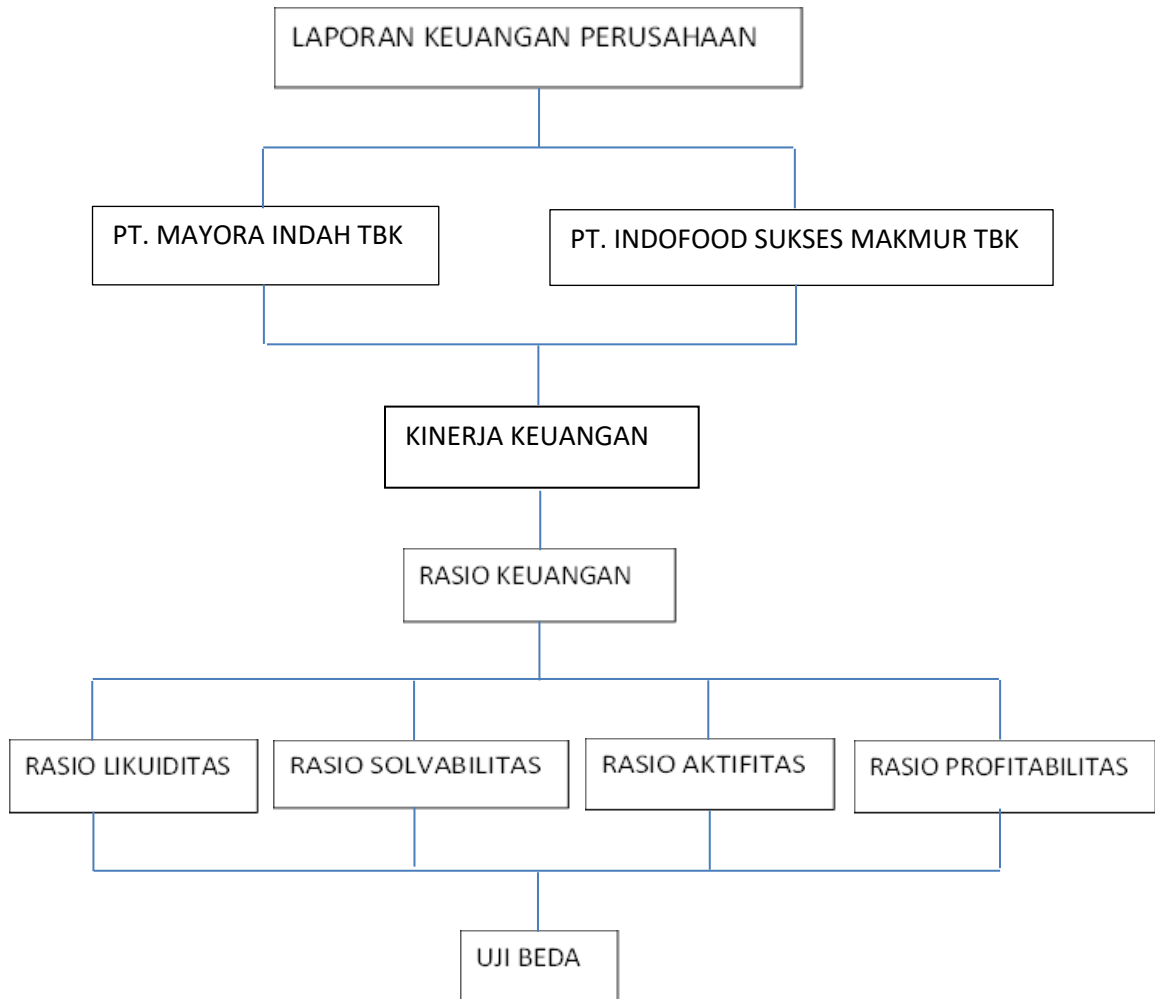 LAPORAN KEUANGAN PERUSAHAAN
PT. MAYORA INDAH TBK
PT. INDOFOOD SUKSES MAKMUR TBK
KINERJA KEUANGAN
RASIO KEUANGAN
RASIO LIKUIDITAS
RASIO SOLVABILITAS
RASIO AKTIFITAS
RASIO PROFITABILITAS
UJI BEDA